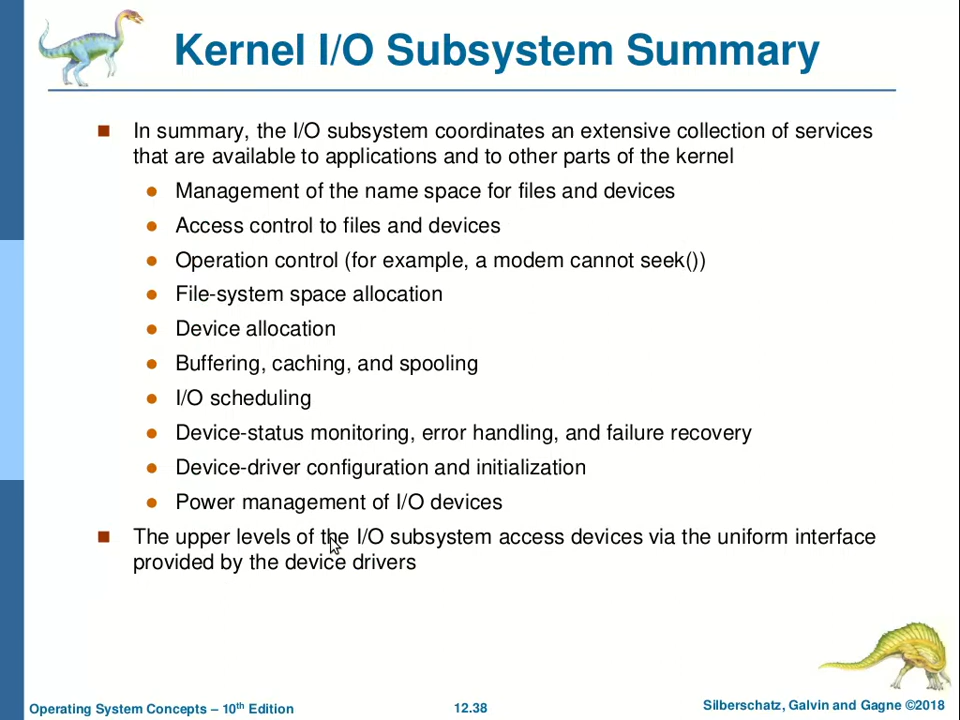 Kernel I/O Subsystem Summary
In summary, the I/O subsystem coordinates an extensive collection of services
that are available to applications and to other parts of the kernel
Management of the name space for files and devices
Access control to files and devices
Operation control (for example, a modem cannot seek())
File-system space allocation
Device allocation
Buffering, caching, and spooling
I/O scheduling
Device-status monitoring, error handling, and failure recovery
Device-driver configuration and initialization
Power management of I/O devices
The upper levels of the I/O subsystem access devices via the uniform interface
provided by the device drivers
Operating System Concepts – 10th Edition
12.38
Silberschatz, Galvin and Gagne ©2018